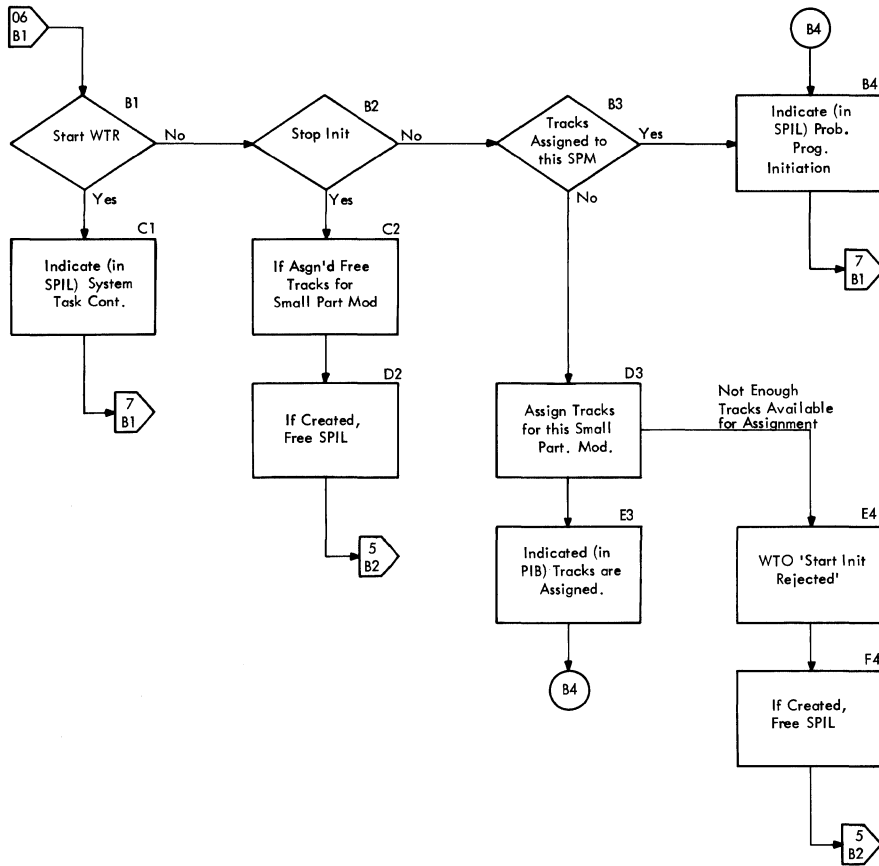 06
B1
B4
B1
Start WTR
No
Yes
B2
Stop Init
No
Yes
B3
Tracks
Assigned to
this SPM
Yes
No
B4
Indicate (in
SPIL) Prob.
Prog.
Initiation
7
B1
C1
Indicate (in
SPIL) System
Task Cont.
7
B1
C2
If Asgn'd Free
Tracks for
Small Part Mod
D2
If Created,
Free SPIL
5
B2
D3
Assign Tracks
for this Small
Part. Mod.
Not Enough
Tracks Available
for Assignment
E3
Indicated (in
PIB) Tracks are
Assigned.
B4
E4
WTO 'Start Init
Rejected'
F4
If Created,
Free SPIL
5
B2